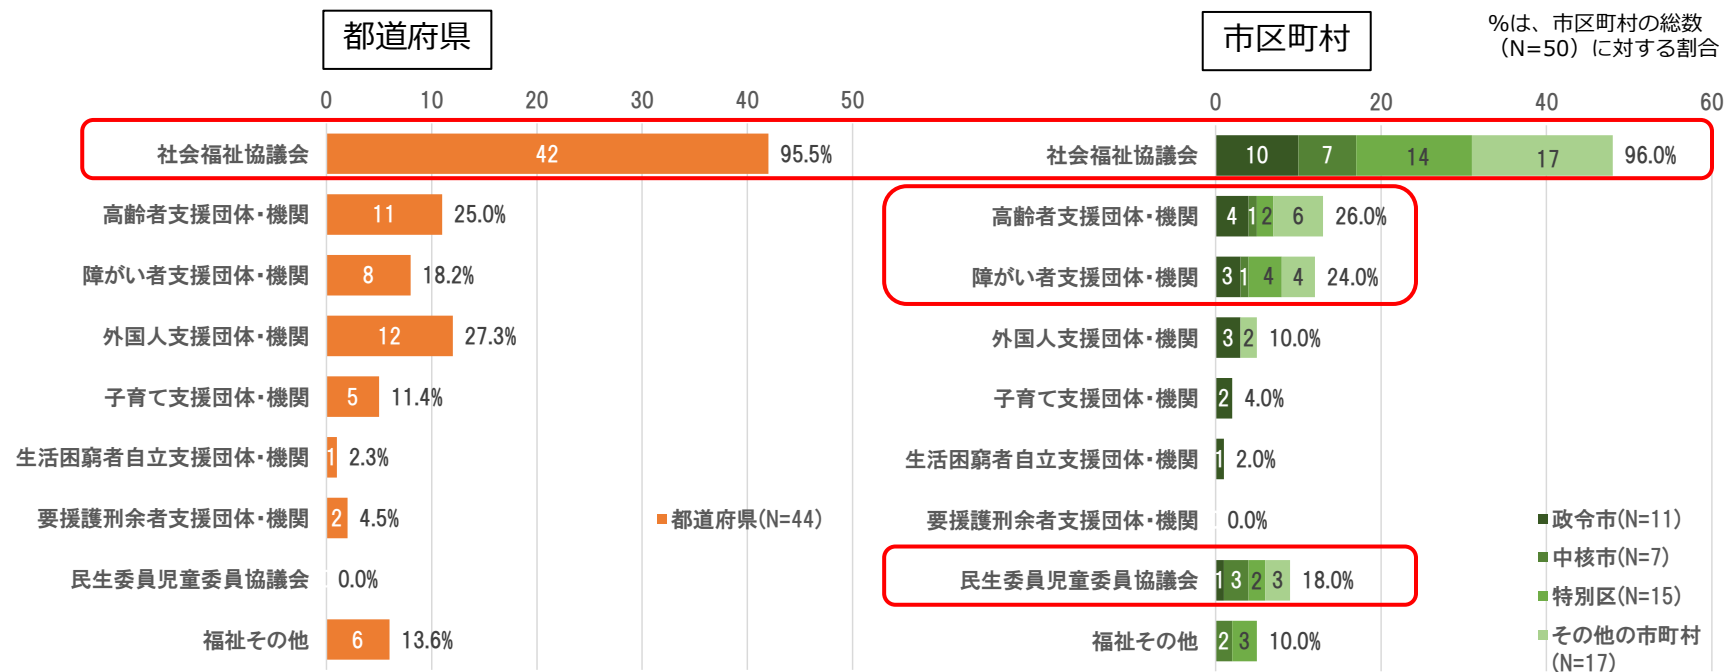 都道府県
0 10 20 30 40 50
社会福祉協議会 42 95.5%
高齢者支援団体・機関 11 25.0%
障がい者支援団体・機関 8 18.2%
外国人支援団体・機関 12 27.3%
子育て支援団体・機関 5 11.4%
生活困窮者自立支援団体・機関 1 2.3%
要援護刑余者支援団体・機関 2 4.5%
民生委員児童委員協議会 0.0%
福祉その他 6 13.6%
都道府県(N=44)
市区町村
%は、市区町村の総数
（N=50）に対する割合
0 20 40 60
社会福祉協議会 10 7 14 17 96.0%
高齢者支援団体・機関 4 1 2 6 26.0%
障がい者支援団体・機関 3 1 4 4 24.0%
外国人支援団体・機関 3 2 10.0%
子育て支援団体・機関 2 4.0%
生活困窮者自立支援団体・機関 1 2.0%
要援護刑余者支援団体・機関 0.0%
民生委員児童委員協議会 1 3 2 3 18.0%
福祉その他 2 3 10.0%
政令市(N=11)
中核市(N=7)
特別区(N=15)
その他の市町村
(N=17)